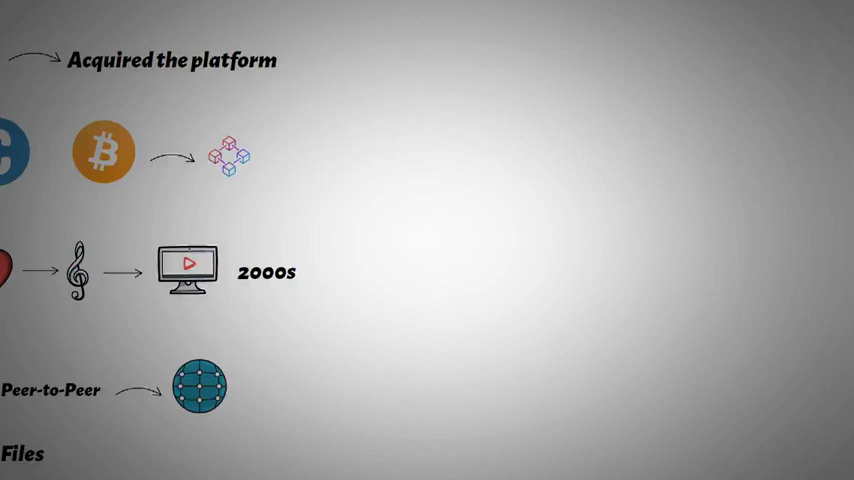 Acquired the platform
2000s
Peer-to-Peer
Files